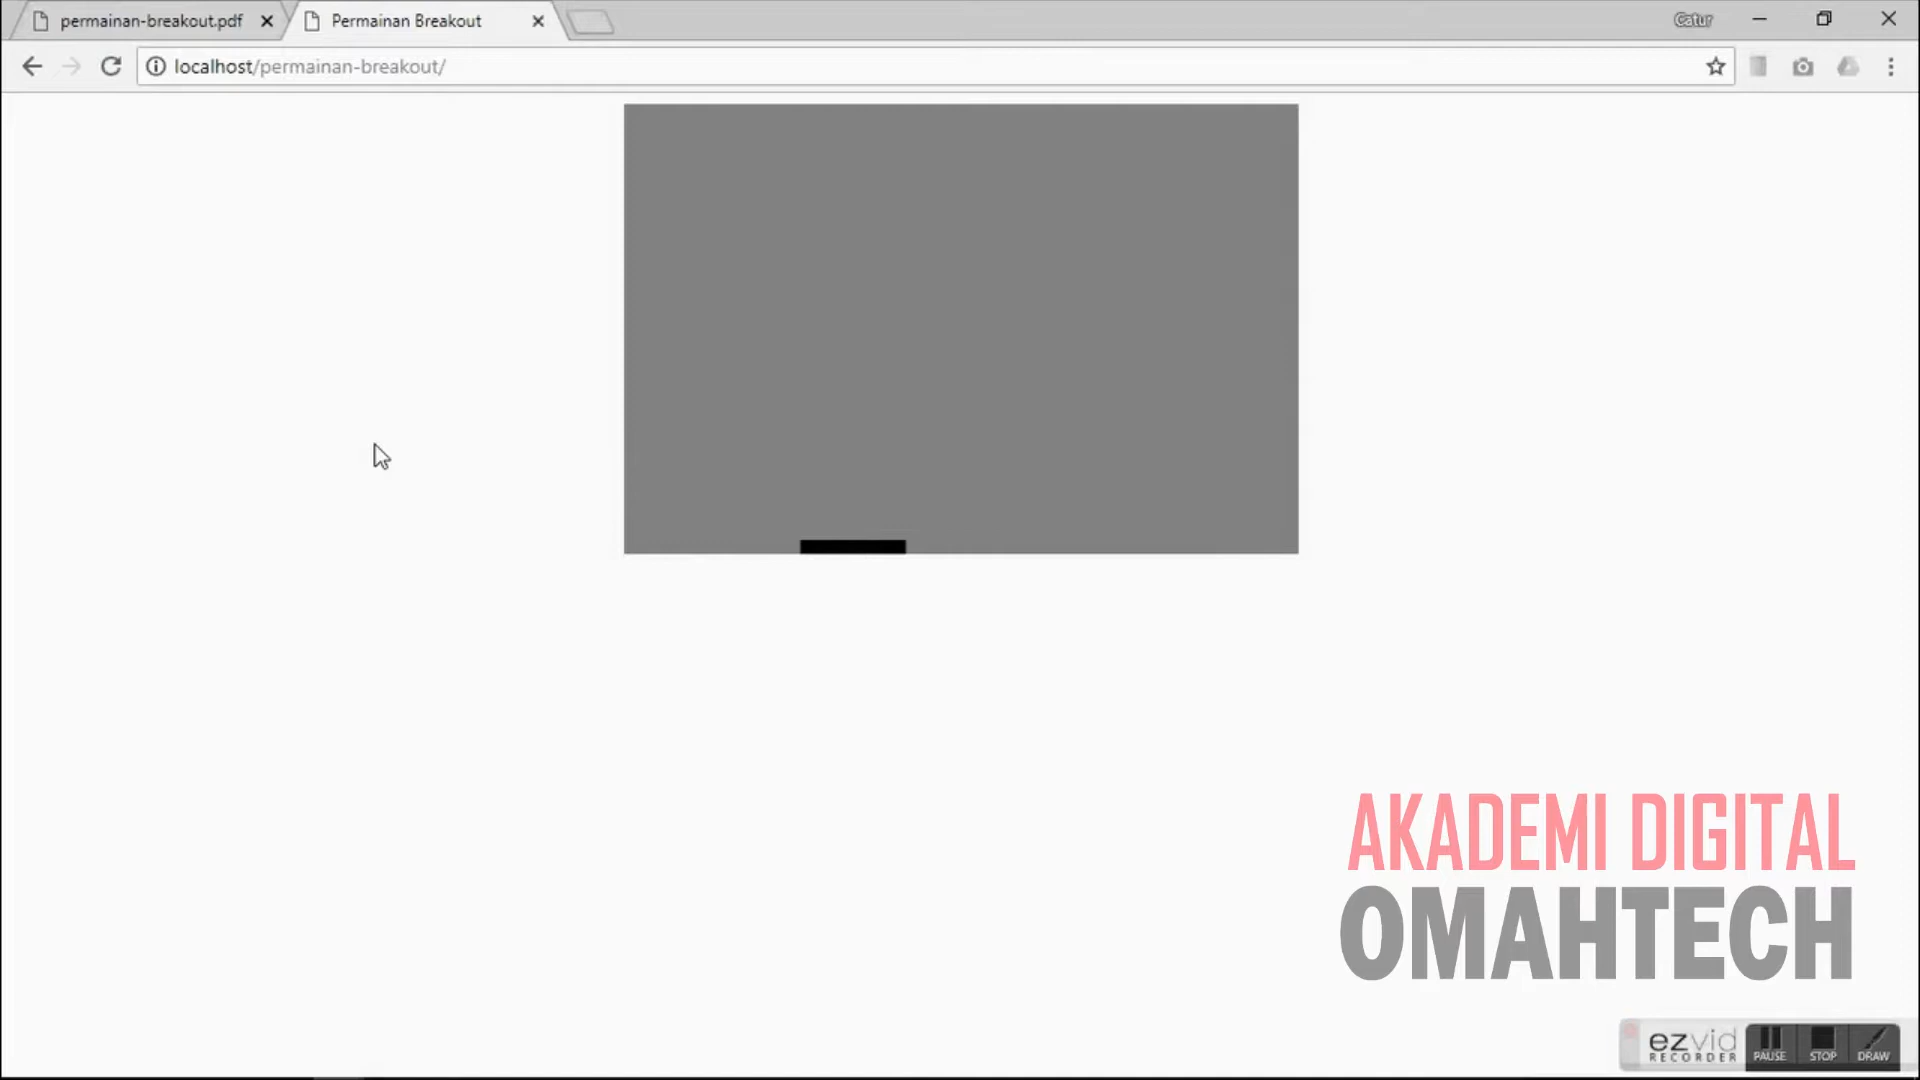 permainan-breakout.pdf
Permainan Breakout
Catur
localhost/permainan-breakout/
AKADEMI DIGITAL
OMAHTECH
ezvid
RECORDER
PAUSE
STOP
DRAW